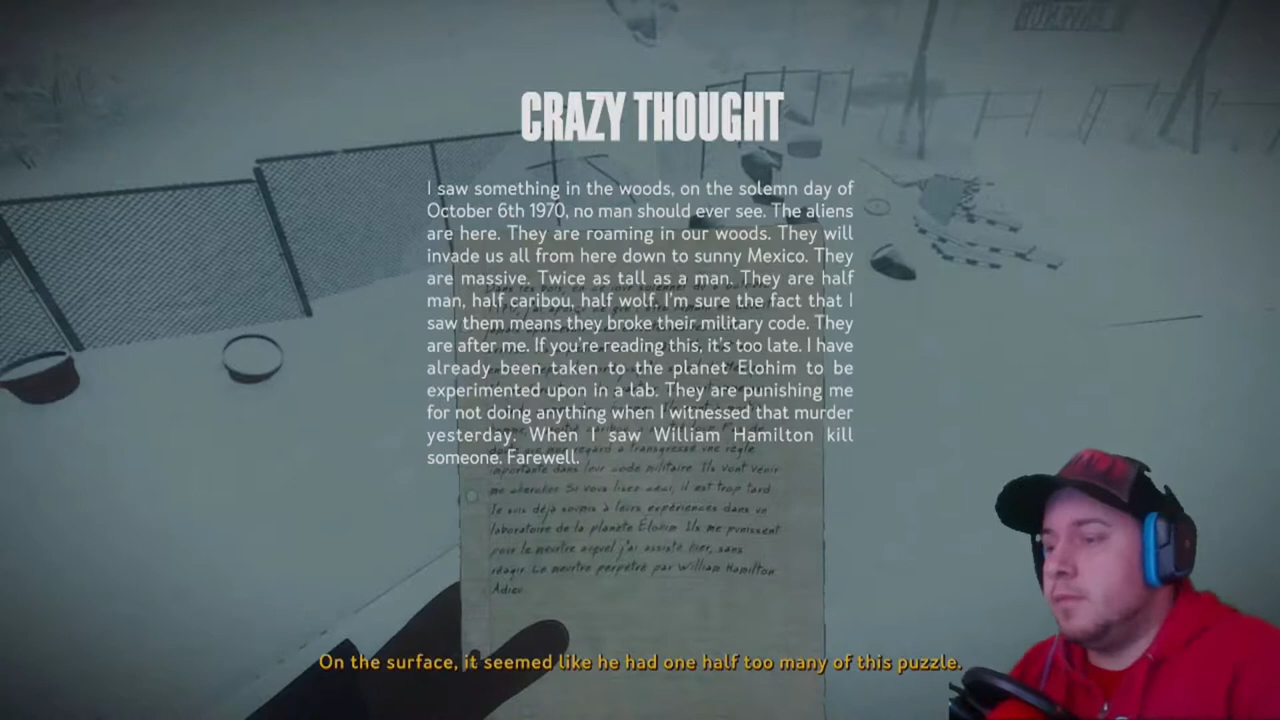 CRAZY THOUGHT
I saw something in the woods, on the solemn day of
October 6th 1970, no man should ever see. The aliens
are here. They are roaming in our woods. They will
invade us all from here down to sunny Mexico. They
are massive. Twice as tall as a man. They are half
man, half caribou, half wolf. I'm sure the fact that I
saw them means they broke their military code. They
are after me. If you're reading this, it's too late. I have
already been taken to the planet Elohim to be
experimented upon in a lab. They are punishing me
for not doing anything when I witnessed that murder
yesterday. When I saw William Hamilton kill
someone. Farewell.
importante dans leur code militaire. Ils vont venir
me chercher. Si vous lisez ceci, il est trop tard
Je suis déjà soumis à leurs expériences dans un
laboratoire de la planète Élohim. Ils me punissent
pour le meurtre auquel j'ai assisté hier, sans
réagir. Le meurtre perpétré par William Hamilton
Adieu
On the surface, it seemed like he had one half too many of this puzzle.